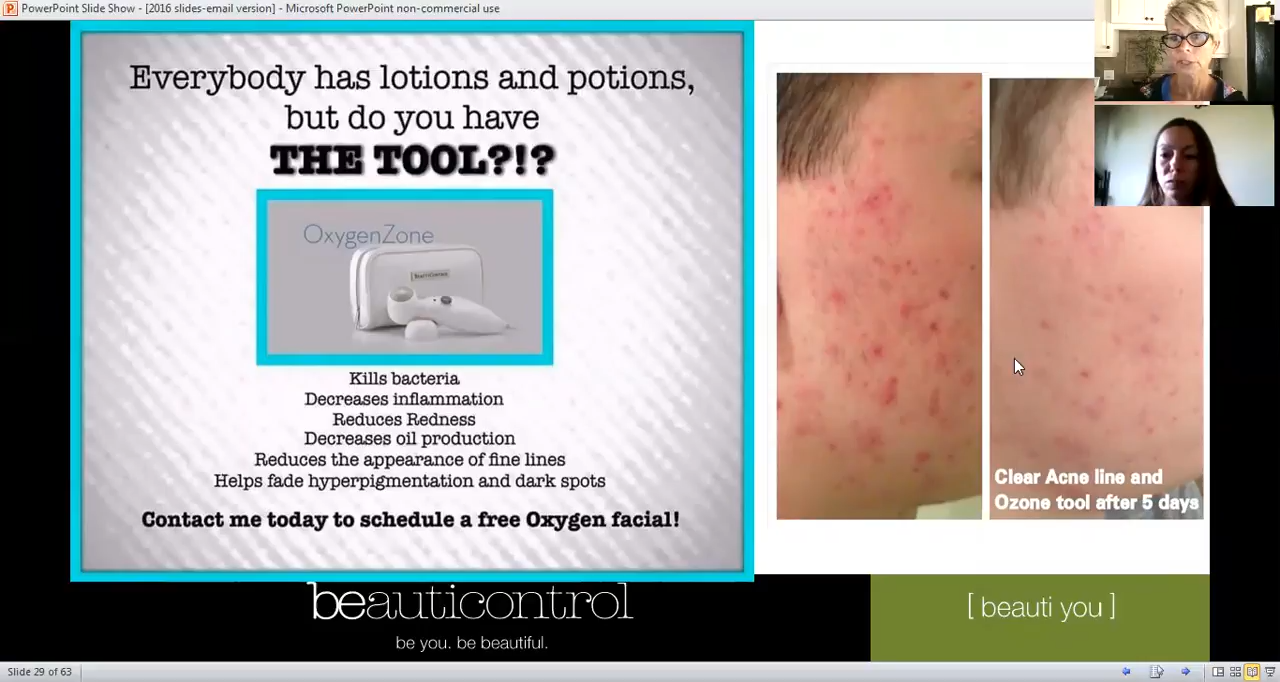 PowerPoint Slide Show - [2016 slides-email version] - Microsoft PowerPoint non-commercial use
Everybody has lotions and potions,
but do you have
THE TOOL?!?
OxygenZone
BeautiControl
Kills bacteria
Decreases inflammation
Reduces Redness
Decreases oil production
Reduces the appearance of fine lines
Helps fade hyperpigmentation and dark spots
Contact me today to schedule a free Oxygen facial!
Clear Acne line and
Ozone tool after 5 days
beauticontrol
be you. be beautiful.
[ beauti you ]
Slide 29 of 63